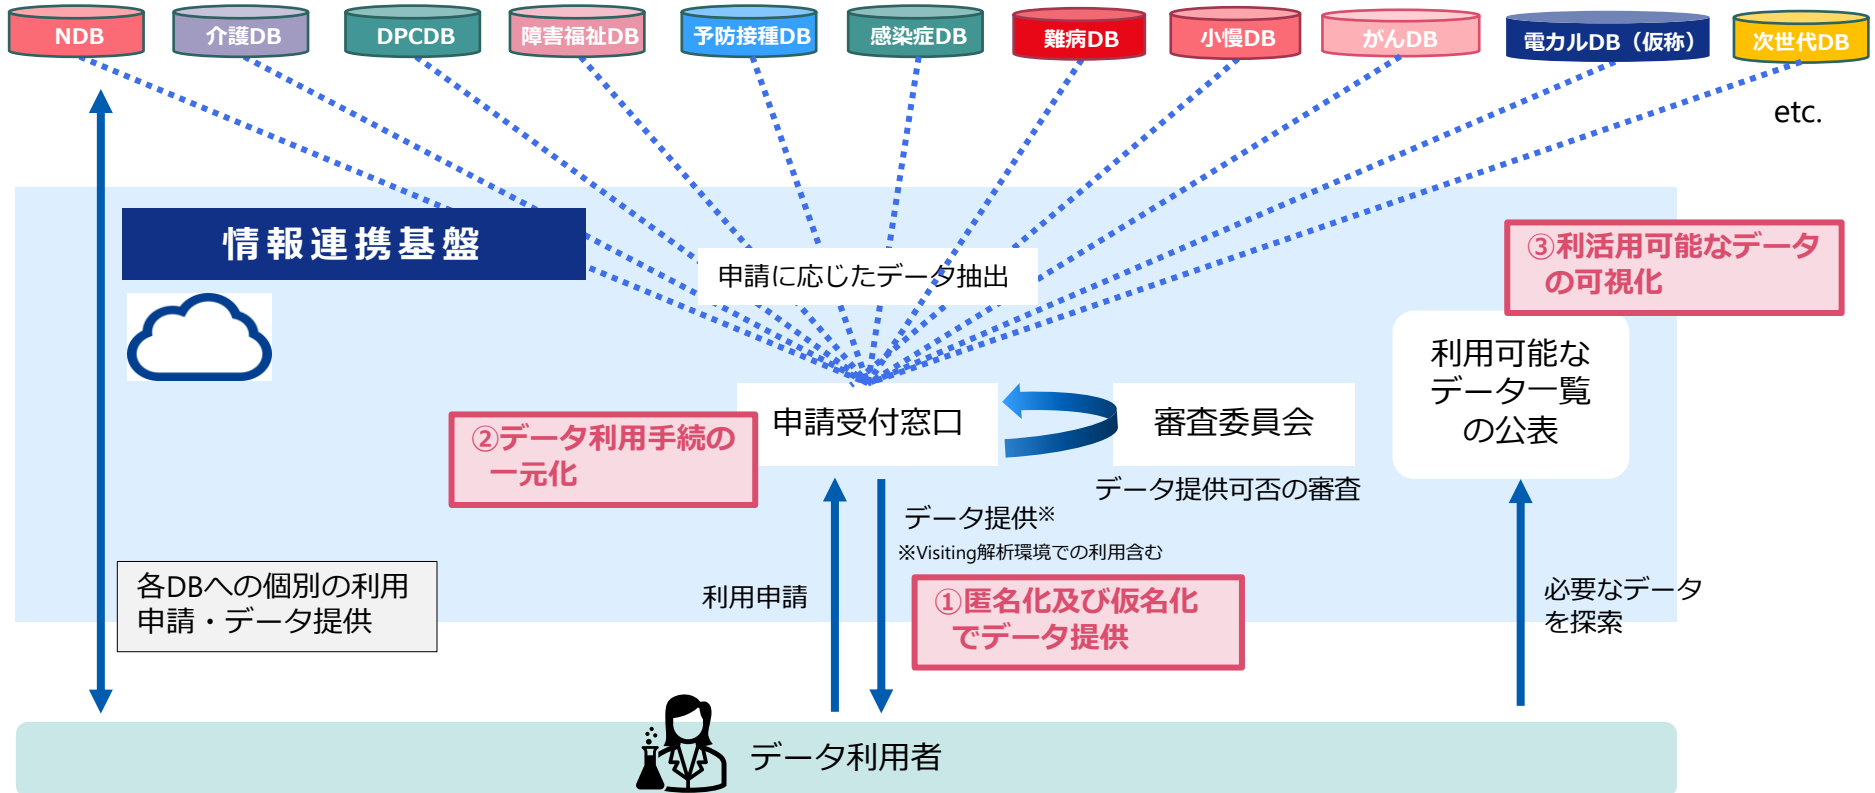 NDB
介護DB
DPCDB
障害福祉DB
予防接種DB
感染症DB
難病DB
小慢DB
がんDB
電カルDB（仮称）
次世代DB
etc.
情報連携基盤
申請に応じたデータ抽出
③利活用可能なデータ
の可視化
利用可能な
データ一覧
の公表
申請受付窓口
審査委員会
②データ利用手続の
一元化
データ提供可否の審査
データ提供※
※Visiting解析環境での利用含む
各DBへの個別の利用
申請・データ提供
利用申請
①匿名化及び仮名化
でデータ提供
必要なデータ
を探索
データ利用者